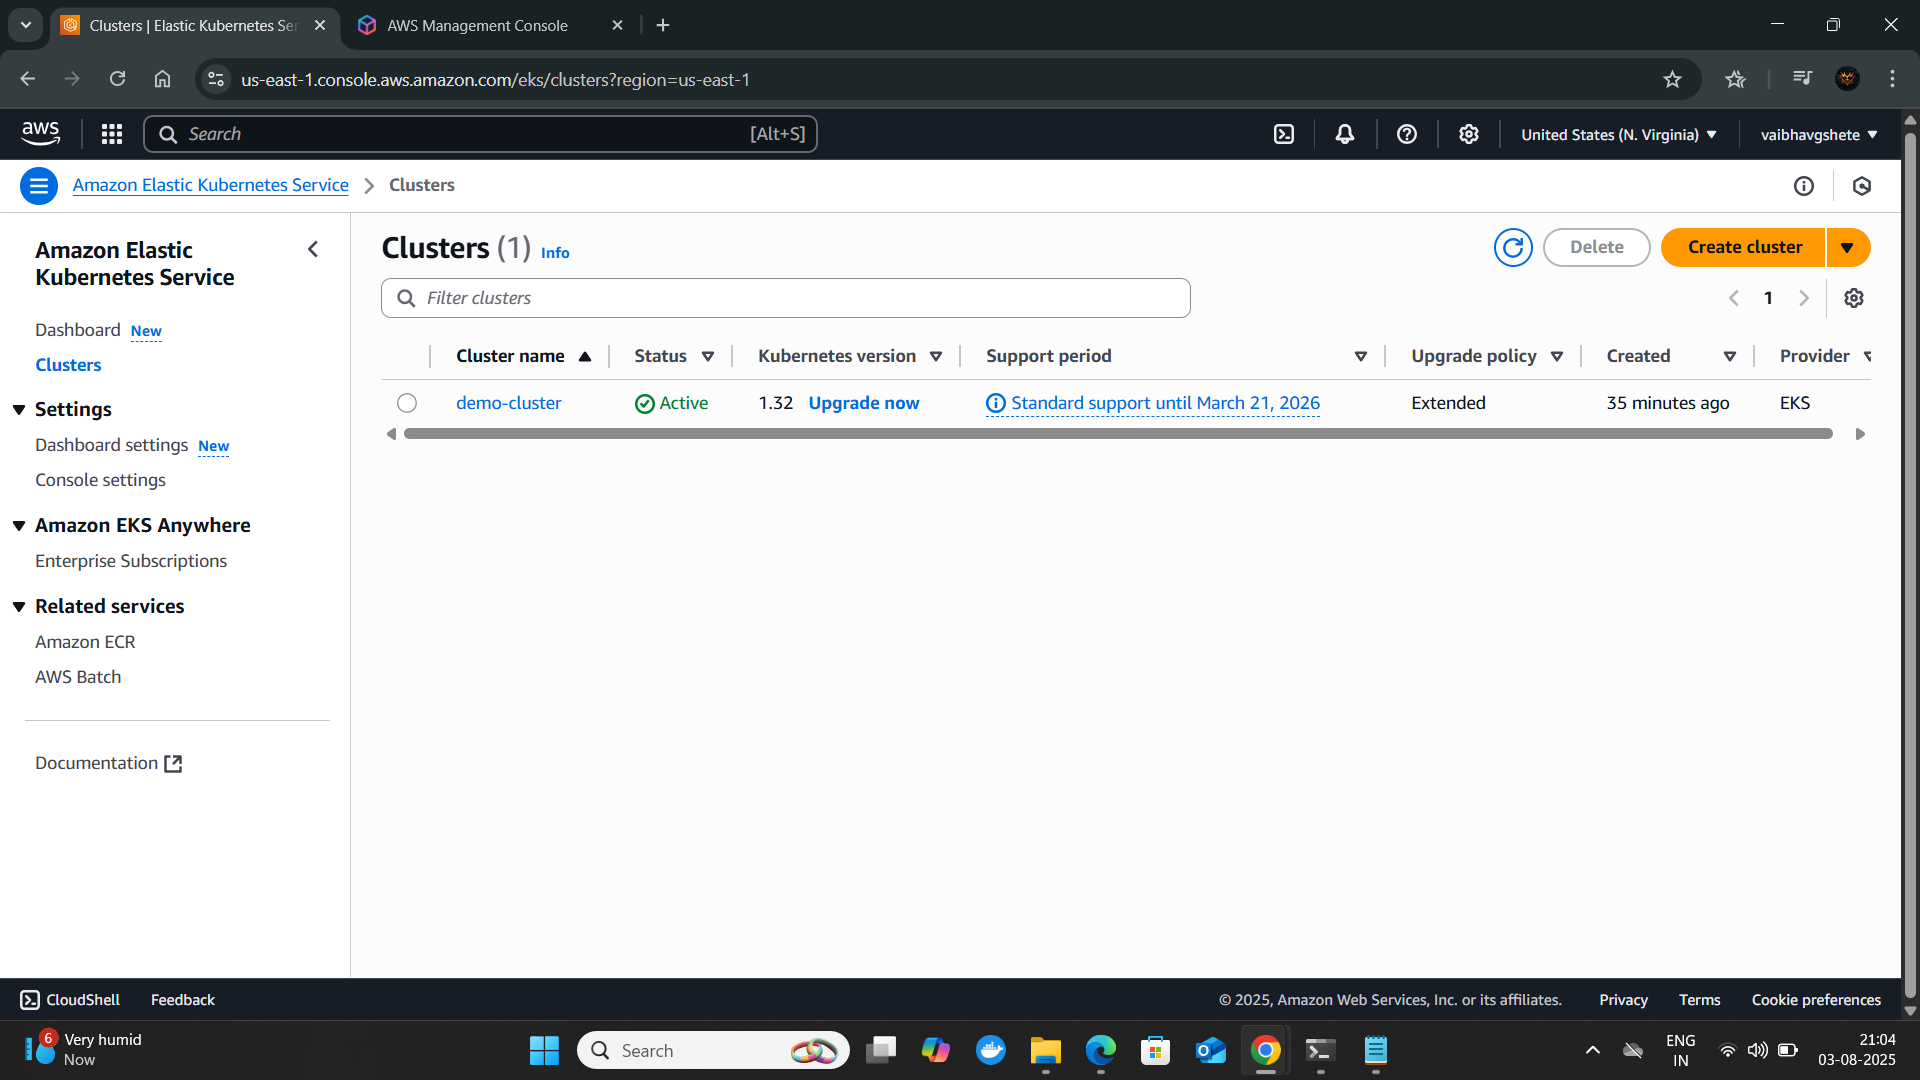 Clusters | Elastic Kubernetes Ser
AWS Management Console
us-east-1.console.aws.amazon.com/eks/clusters?region=us-east-1
aws
Search
[Alt+S]
United States (N. Virginia)
vaibhavgshete
Amazon Elastic Kubernetes Service
Clusters
Amazon Elastic
Kubernetes Service
Dashboard New
Clusters
Settings
Dashboard settings New
Console settings
Amazon EKS Anywhere
Enterprise Subscriptions
Related services
Amazon ECR
AWS Batch
Documentation
Clusters (1) Info
Delete
Create cluster
Filter clusters
1
Cluster name Status Kubernetes version Support period Upgrade policy Created Provider
demo-cluster Active 1.32 Upgrade now Standard support until March 21, 2026 Extended 35 minutes ago EKS
CloudShell Feedback © 2025, Amazon Web Services, Inc. or its affiliates. Privacy Terms Cookie preferences
6
Very humid
Now
Search
ENG
IN
21:04
03-08-2025